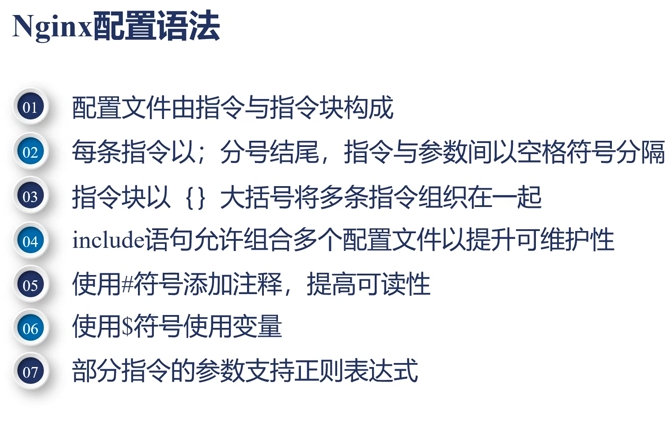 Nginx配置语法
01 配置文件由指令与指令块构成
02 每条指令以；分号结尾，指令与参数间以空格符号分隔
03 指令块以 {} 大括号将多条指令组织在一起
04 include语句允许组合多个配置文件以提升可维护性
05 使用#符号添加注释，提高可读性
06 使用$符号使用变量
07 部分指令的参数支持正则表达式